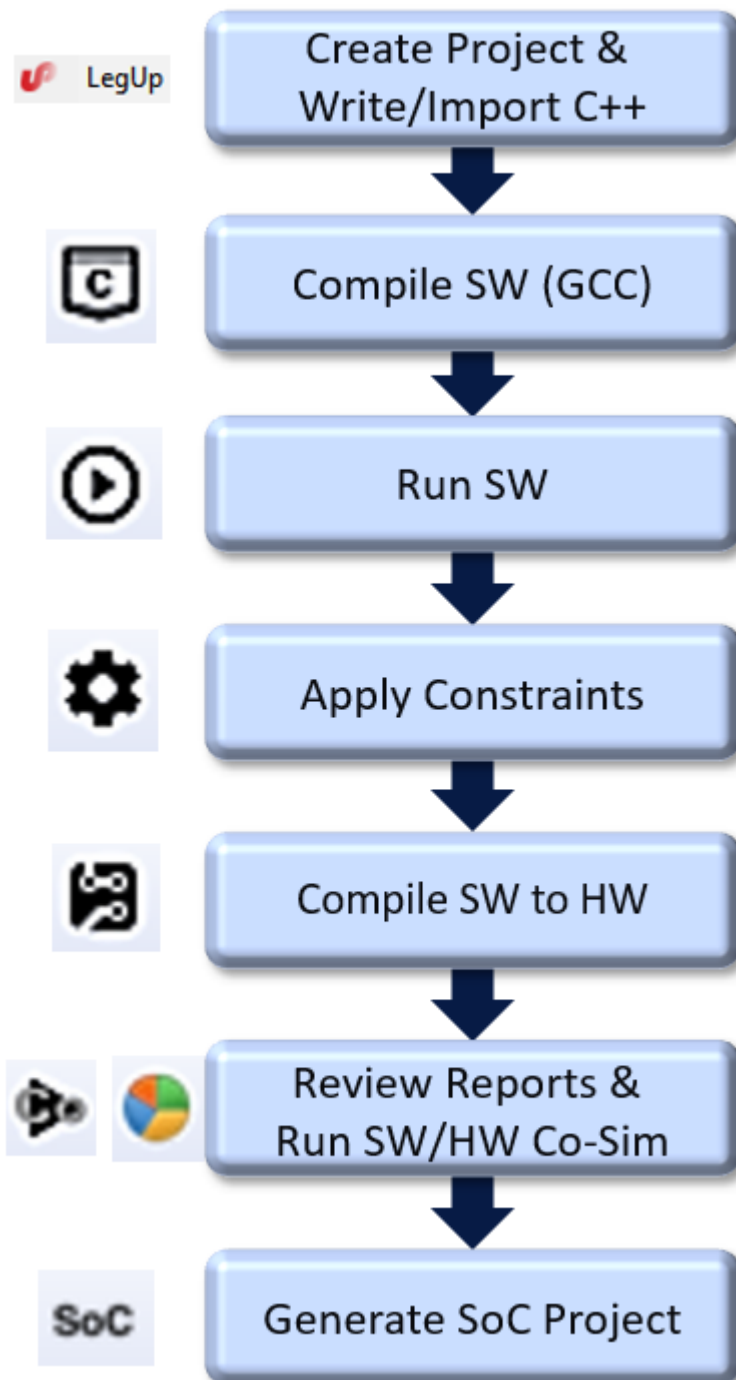 Create Project &
LegUp
Write/Import C++
C
Compile SW (GCC)
Run SW
Apply Constraints
Compile SW to HW
Review Reports &
Run SW/HW Co-Sim
SoC
Generate SoC Project